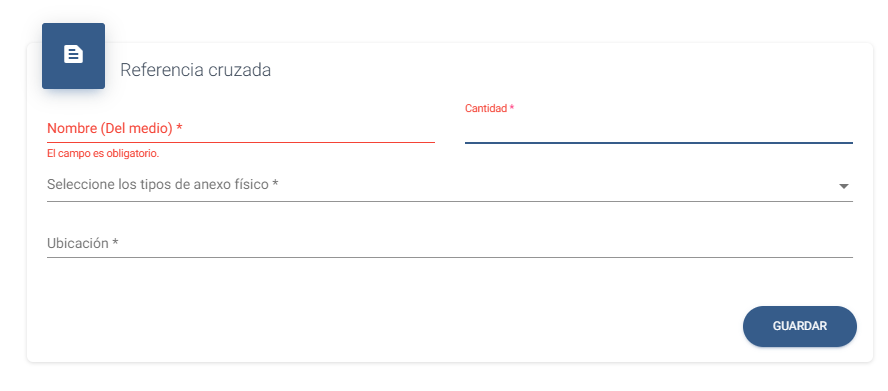 Referencia cruzada
Nombre (Del medio) *
Cantidad *
El campo es obligatorio.
Seleccione los tipos de anexo físico *
Ubicación *
GUARDAR